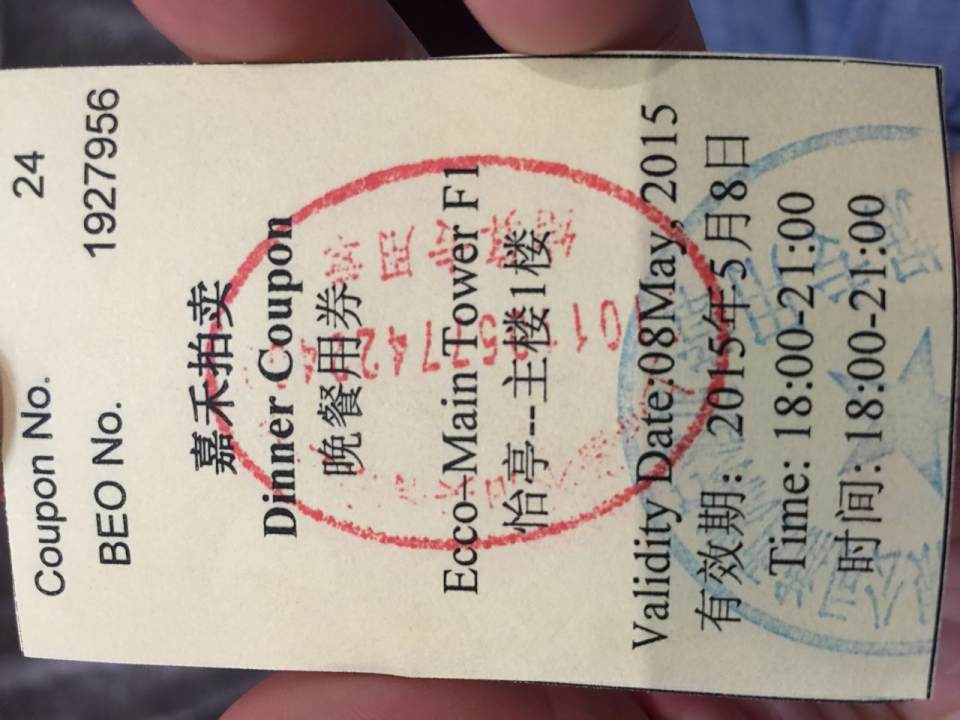 Coupon No. 24
BEO No. 1927956
嘉禾拍卖
Dinner Coupon
晚餐用券
Ecco-Main Tower F1
怡亭---主楼1楼
Validity Date:08May, 2015
有效期: 2015年5月8日
Time: 18:00-21:00
时间: 18:00-21:00